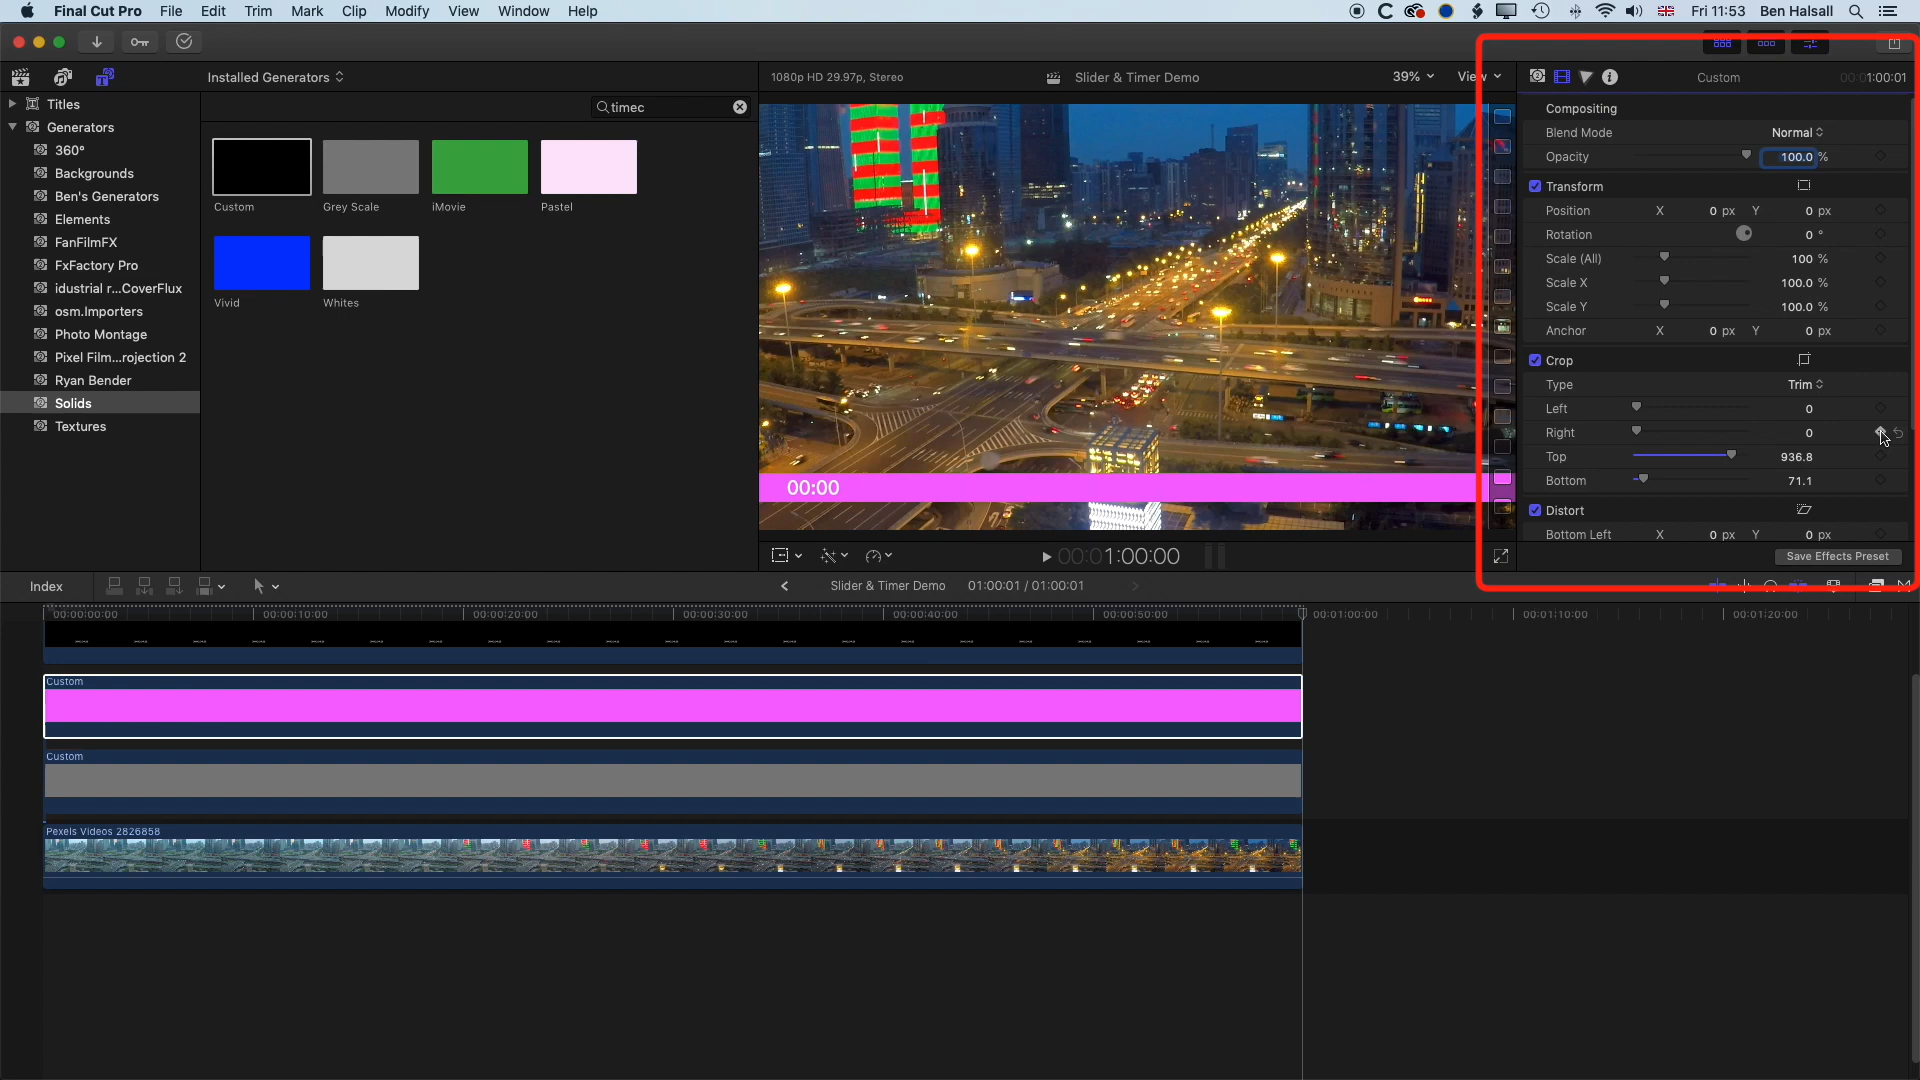 Final Cut Pro File Edit Trim Mark Clip Modify View Window Help
Fri 11:53 Ben Halsall
Installed Generators
timec
1080p HD 29.97p, Stereo
Slider & Timer Demo
39%
View
Custom
00:01:00:01
Titles
Generators
360°
Backgrounds
Ben's Generators
Elements
FanFilmFX
FxFactory Pro
idustrial r...CoverFlux
osm.Importers
Photo Montage
Pixel Film...rojection 2
Ryan Bender
Solids
Textures
Custom
Grey Scale
iMovie
Pastel
Vivid
Whites
00:00
Compositing
Blend Mode Normal
Opacity 100.0 %
Transform
Position X 0 px Y 0 px
Rotation 0 °
Scale (All) 100 %
Scale X 100.0 %
Scale Y 100.0 %
Anchor X 0 px Y 0 px
Crop
Type Trim
Left 0
Right 0
Top 936.8
Bottom 71.1
Distort
Bottom Left X 0 px Y 0 px
Save Effects Preset
00:01:00:00
Index
Slider & Timer Demo
01:00:01 / 01:00:01
00:00:00:00 00:00:10:00 00:00:20:00 00:00:30:00 00:00:40:00 00:00:50:00 00:01:00:00 00:01:10:00 00:01:20:00
Custom
Custom
Pexels Videos 2826858